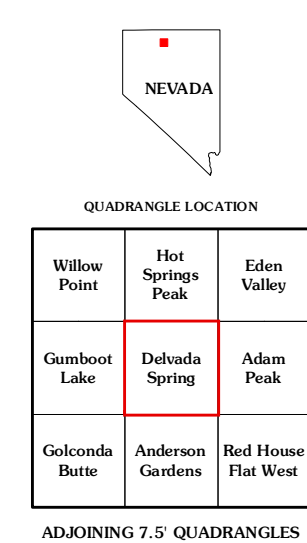 NEVADA
QUADRANGLE LOCATION
Willow
Point
Hot
Springs
Peak
Eden
Valley
Gumboot
Lake
Delvada
Spring
Adam
Peak
Golconda
Butte
Anderson
Gardens
Red House
Flat West
ADJOINING 7.5' QUADRANGLES